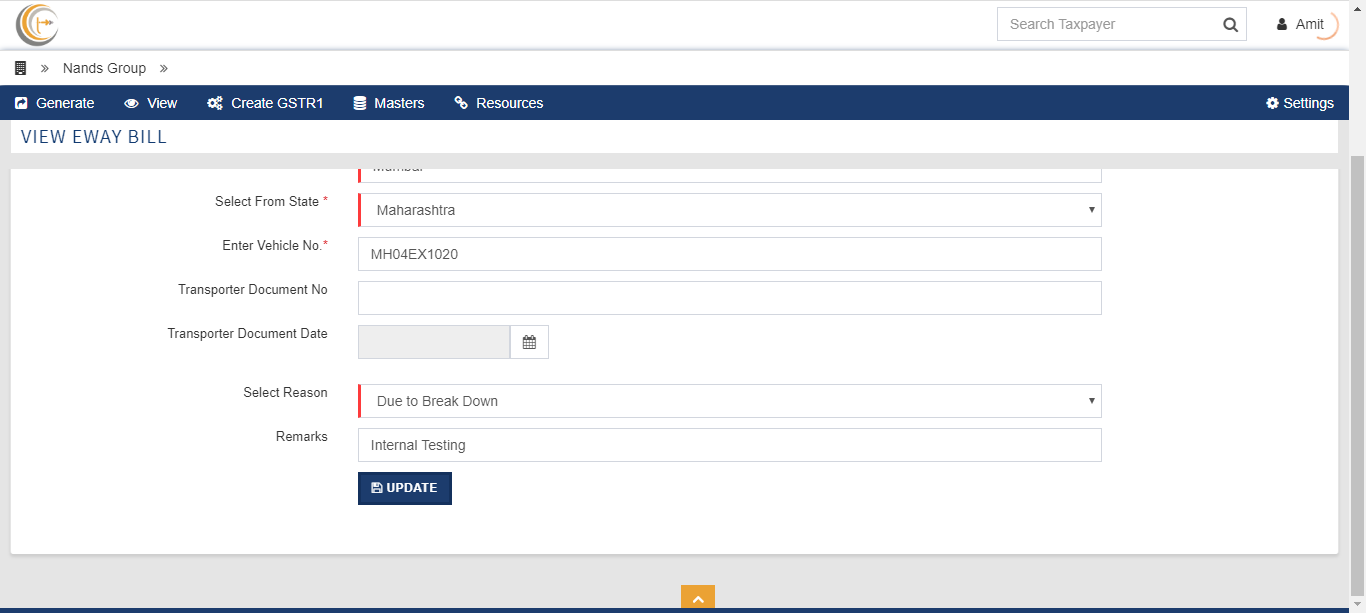 Search Taxpayer
Amit
» Nands Group »
Generate View Create GSTR1 Masters Resources Settings
VIEW EWAY BILL
Mumbai
Select From State * Maharashtra
Enter Vehicle No.* MH04EX1020
Transporter Document No
Transporter Document Date
Select Reason Due to Break Down
Remarks Internal Testing
UPDATE